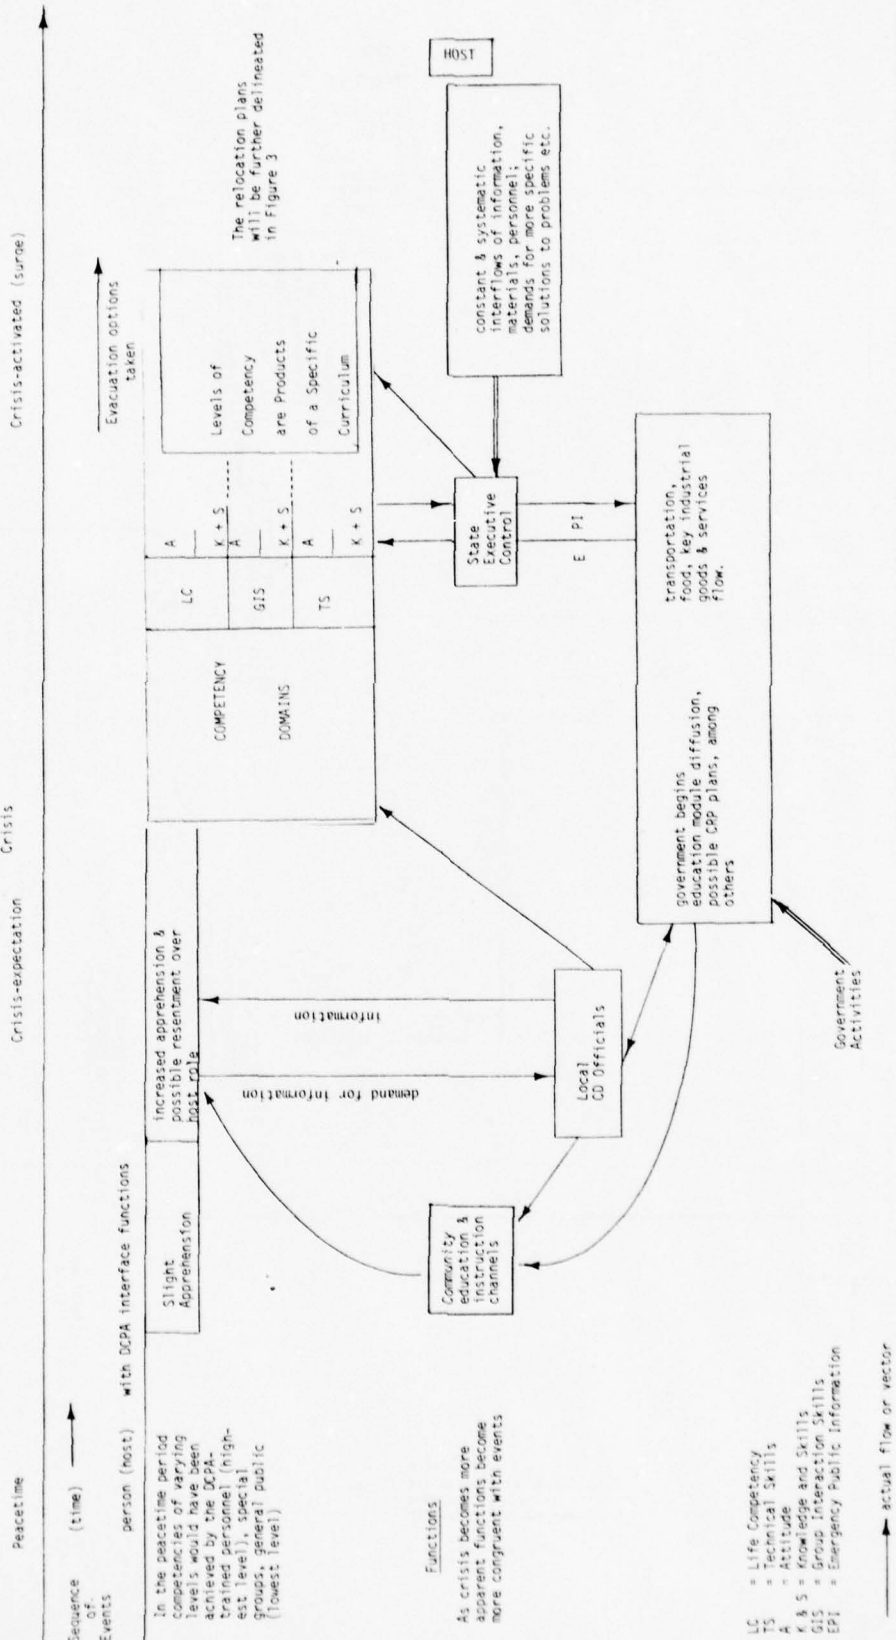 Peacetime
Crisis-expectation
Crisis
Crisis-activated (surge)
Sequence
of
Events
(time)
person (host) with DCPA interface functions
Evacuation options
taken
In the peacetime period
competencies of varying
levels would have been
achieved by the DCPA-
trained personnel (high-
est level), special
groups, general public
(lowest level)
Slight
Apprehension
increased apprehension &
possible resentment over
host role
COMPETENCY
DOMAINS
LC
GIS
TS
A
K + S
A
K + S
A
K + S
Levels of
Competency
are Products
of a Specific
Curriculum
The relocation plans
will be further delineated
in Figure 3
demand for information
information
Functions
As crisis becomes more
apparent functions become
more congruent with events
Community
education &
instruction
channels
Local
CD Officials
State
Executive
Control
HOST
constant & systematic
interflows of information,
materials, personnel;
demands for more specific
solutions to problems etc.
E PI
government begins
education module diffusion,
possible CRP plans, among
others
transportation,
food, key industrial
goods & services
flow.
Government
Activities
LC = Life Competency
TS = Technical Skills
A = Attitude
K & S = Knowledge and Skills
GIS = Group Interaction Skills
EPI = Emergency Public Information
actual flow or vector